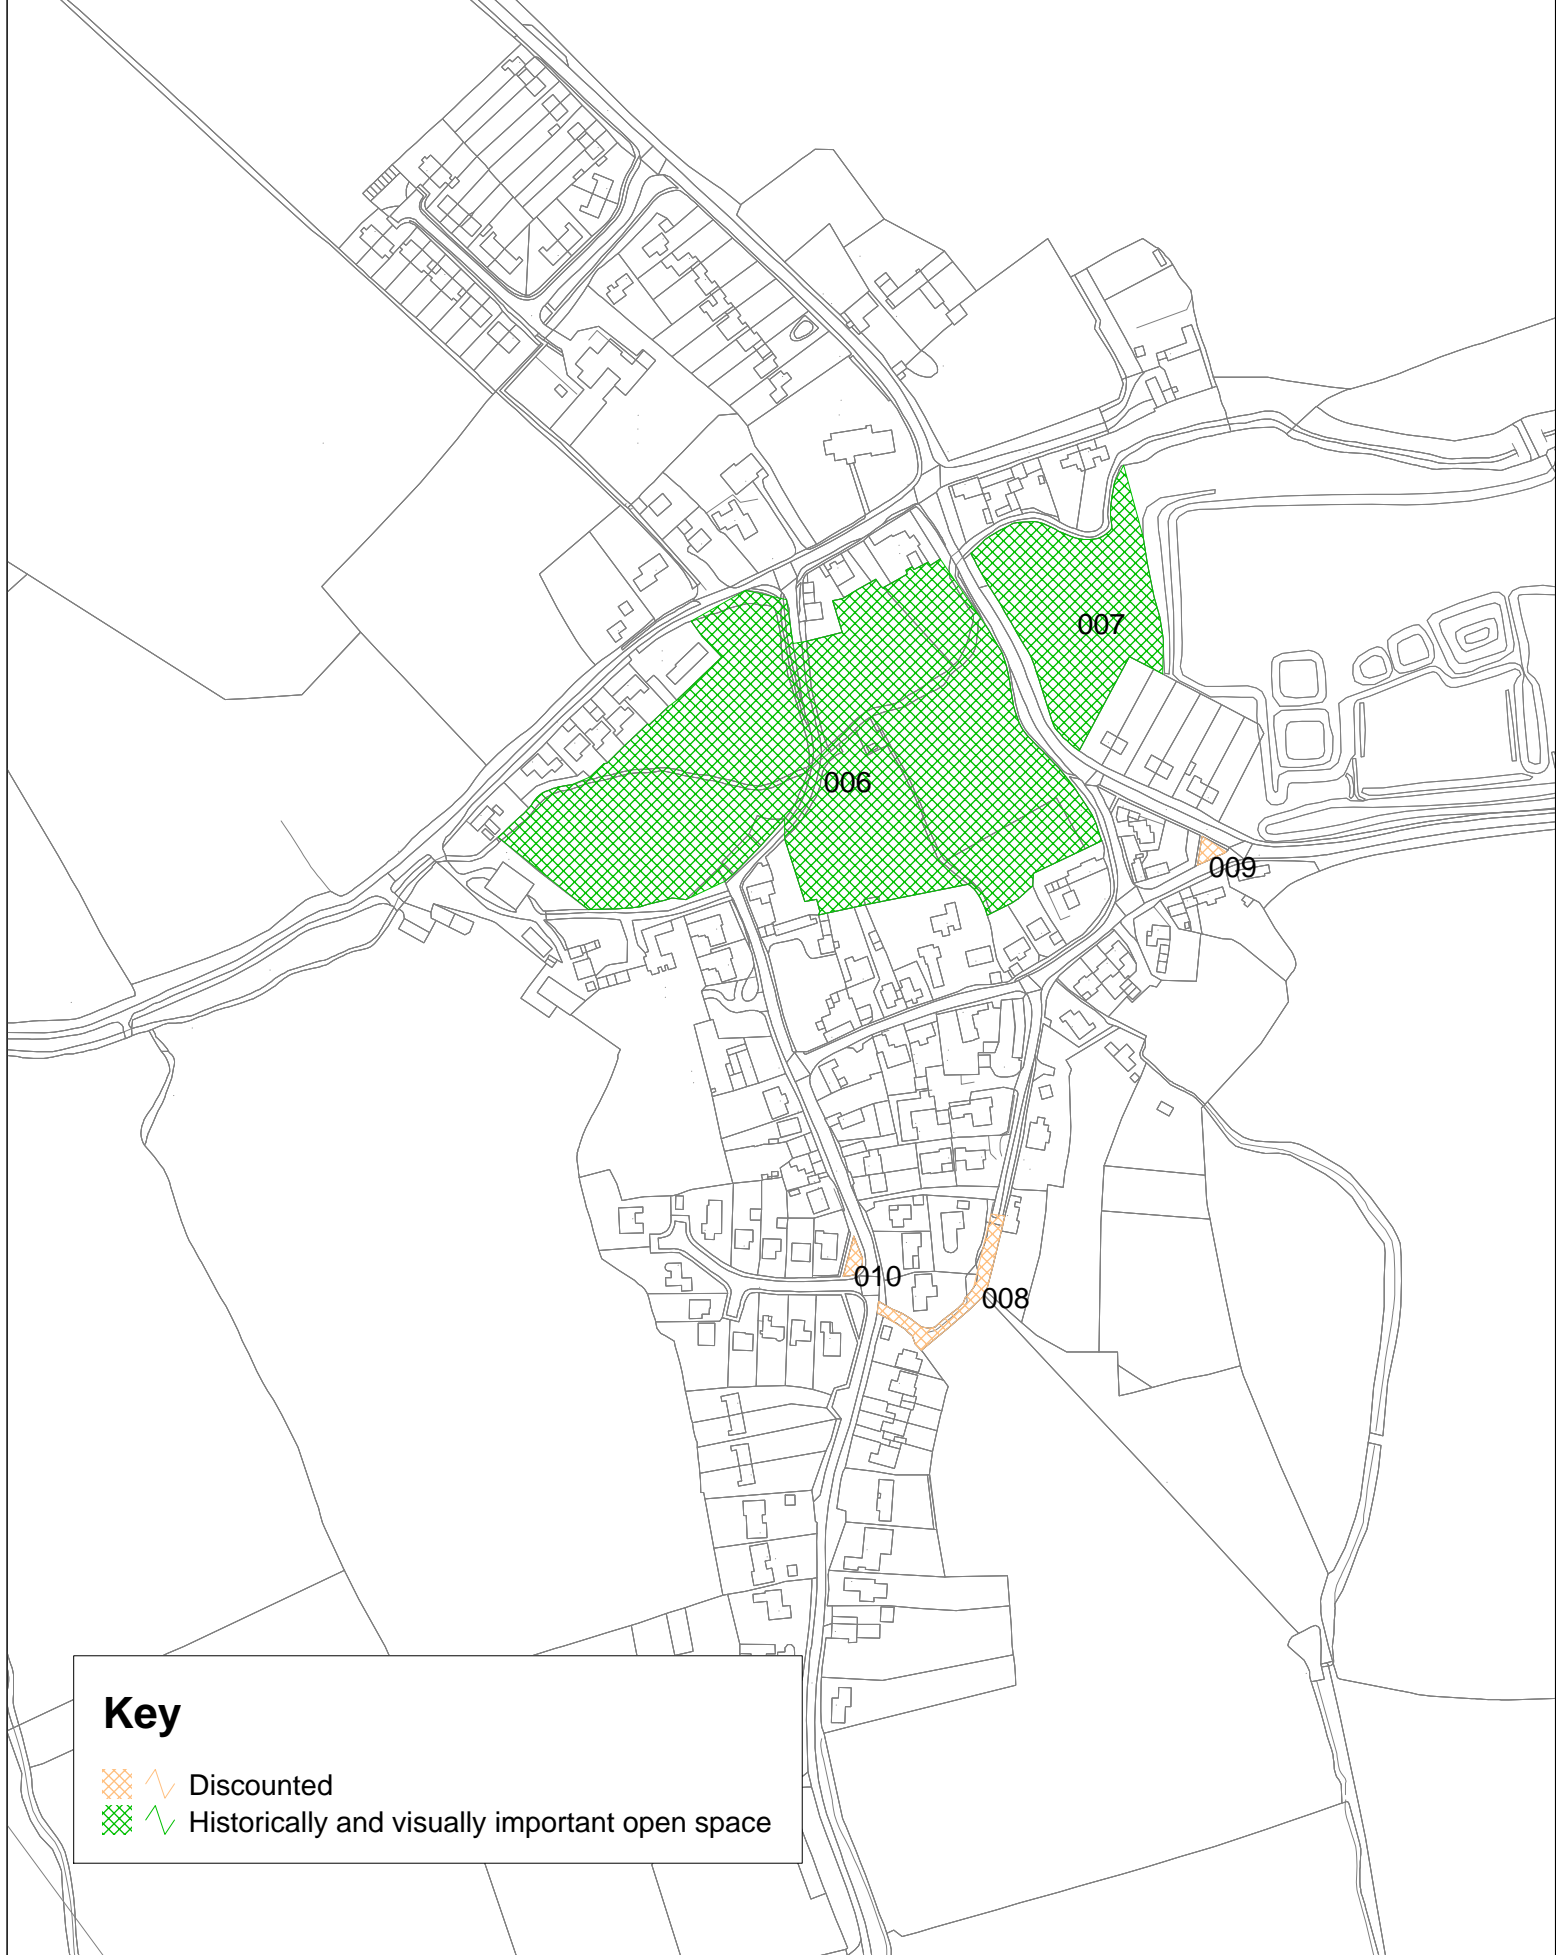 007
006
009
010
008
Key
Discounted
Historically and visually important open space